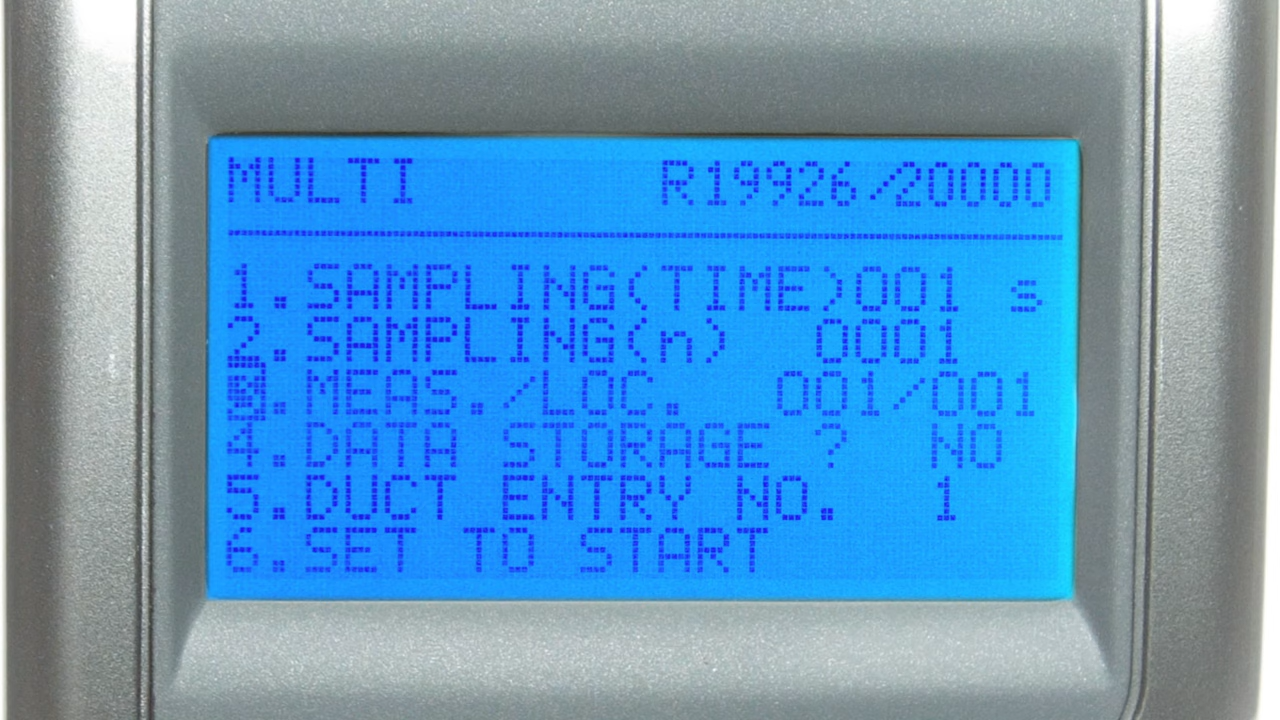 MULTI R19926/20000
1.SAMPLING(TIME)001 s
2.SAMPLING(n) 0001
3.MEAS./LOC. 001/001
4.DATA STORAGE ? NO
5.DUCT ENTRY NO. 1
6.SET TO START